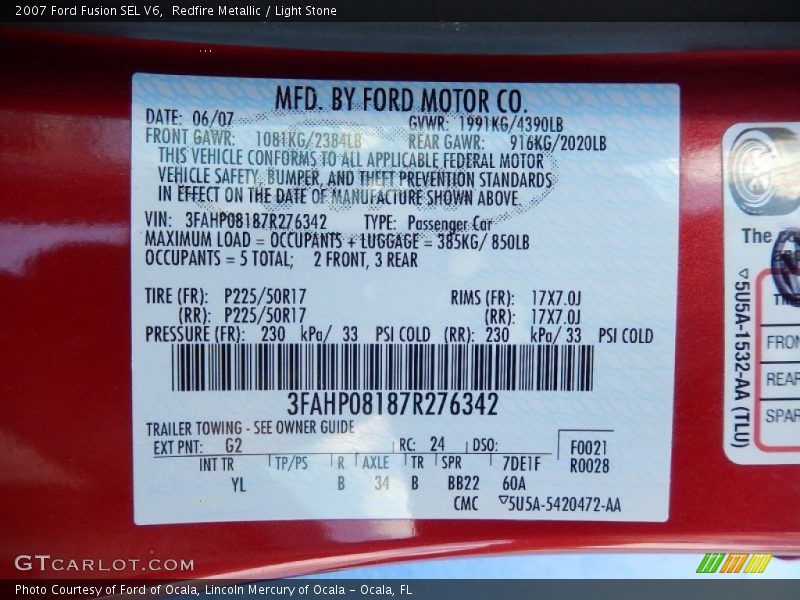 2007 Ford Fusion SEL V6,  Redfire Metallic / Light Stone
MFD. BY FORD MOTOR CO.
DATE: 06/07 GVWR: 1991KG/4390LB
FRONT GAWR: 1081KG/2384LB REAR GAWR: 916KG/2020LB
THIS VEHICLE CONFORMS TO ALL APPLICABLE FEDERAL MOTOR
VEHICLE SAFETY, BUMPER, AND THEFT PREVENTION STANDARDS
IN EFFECT ON THE DATE OF MANUFACTURE SHOWN ABOVE
VIN: 3FAHP08187R276342 TYPE: Passenger Car
MAXIMUM LOAD = OCCUPANTS + LUGGAGE = 385KG/ 850LB
OCCUPANTS = 5 TOTAL; 2 FRONT, 3 REAR
TIRE (FR): P225/50R17 RIMS (FR): 17X7.0J
(RR): P225/50R17 (RR): 17X7.0J
PRESSURE (FR): 230 kPa/ 33 PSI COLD (RR): 230 kPa/ 33 PSI COLD
3FAHP08187R276342
TRAILER TOWING - SEE OWNER GUIDE
EXT PNT: G2 RC: 24 DSO: F0021
R0028
INT TR TP/PS R AXLE TR SPR 7DE1F
YL B 34 B BB22 60A
CMC ▽5U5A-5420472-AA
The
▽5U5A-1532-AA (TLU)
FRON
REAR
SPAR
GTCARLOT.COM
Photo Courtesy of Ford of Ocala, Lincoln Mercury of Ocala - Ocala, FL